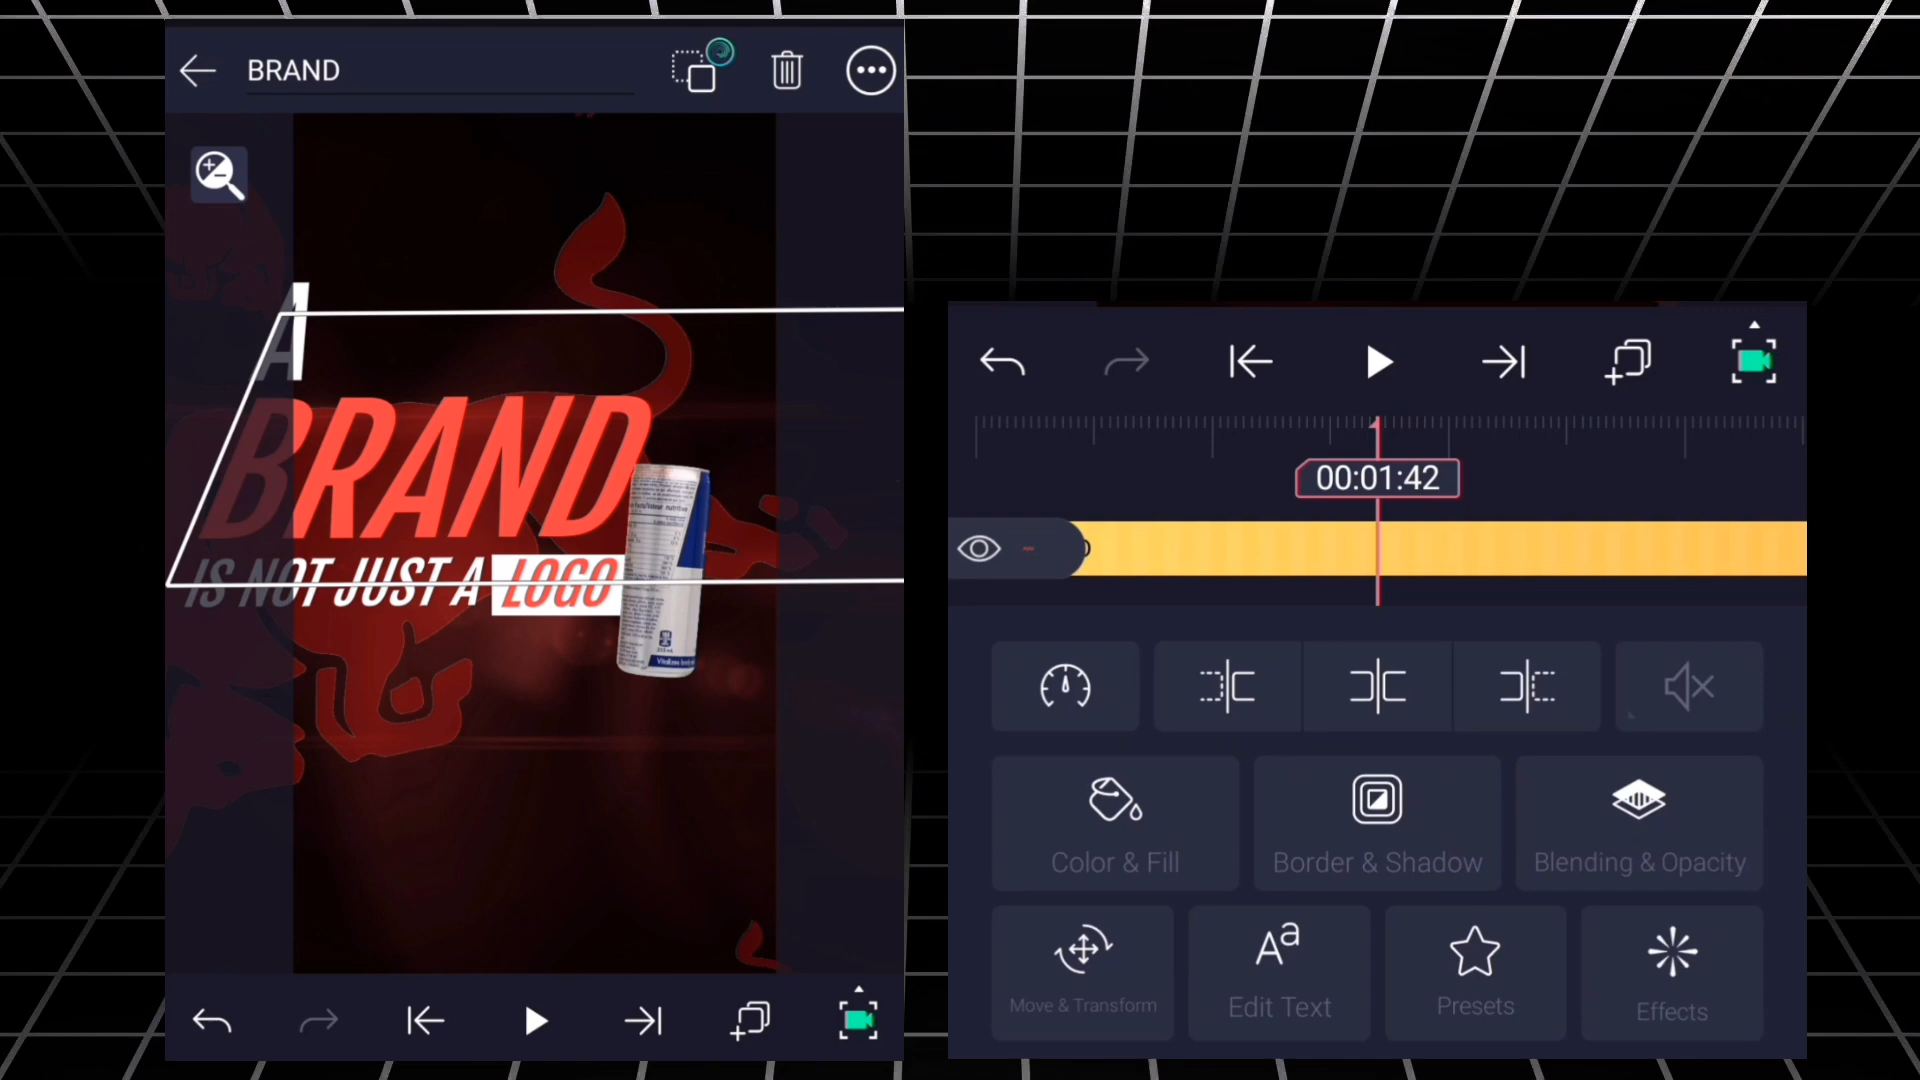 BRAND
A
BRAND
IS NOT JUST A LOGO
00:01:42
Color & Fill
Border & Shadow
Blending & Opacity
Move & Transform
Edit Text
Presets
Effects